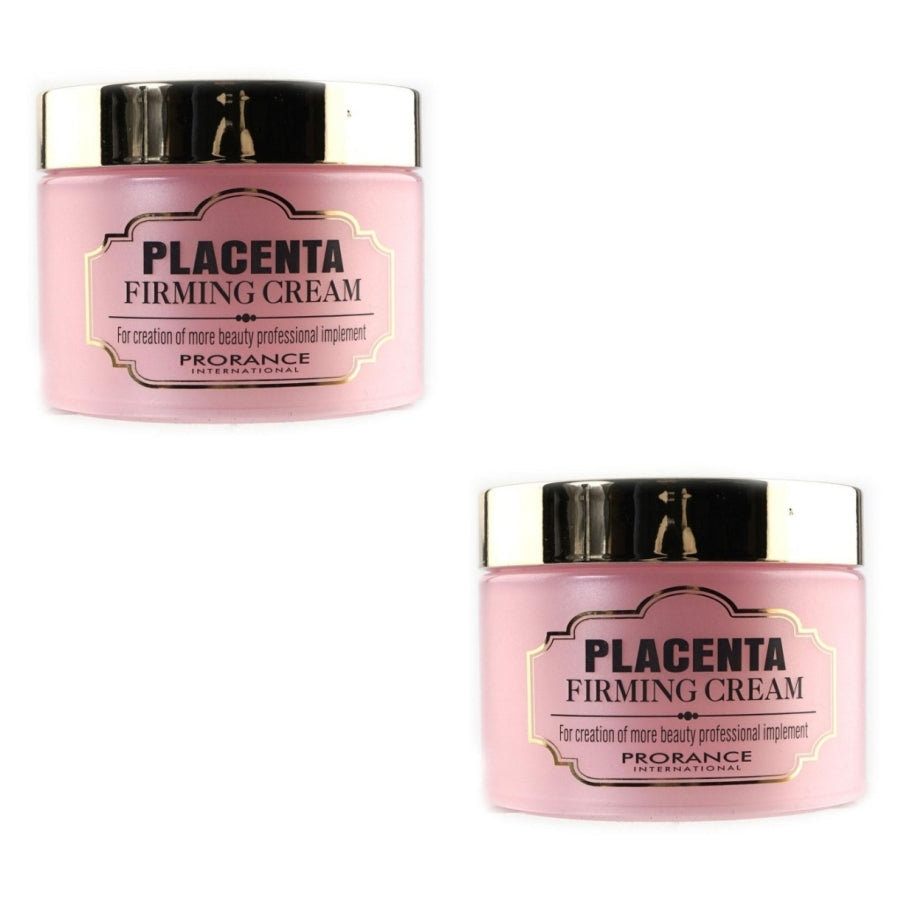 PLACENTA
FIRMING CREAM
For creation of more beauty professional implement
PRORANCE
INTERNATIONAL
PLACENTA
FIRMING CREAM
For creation of more beauty professional implement
PRORANCE
INTERNATIONAL